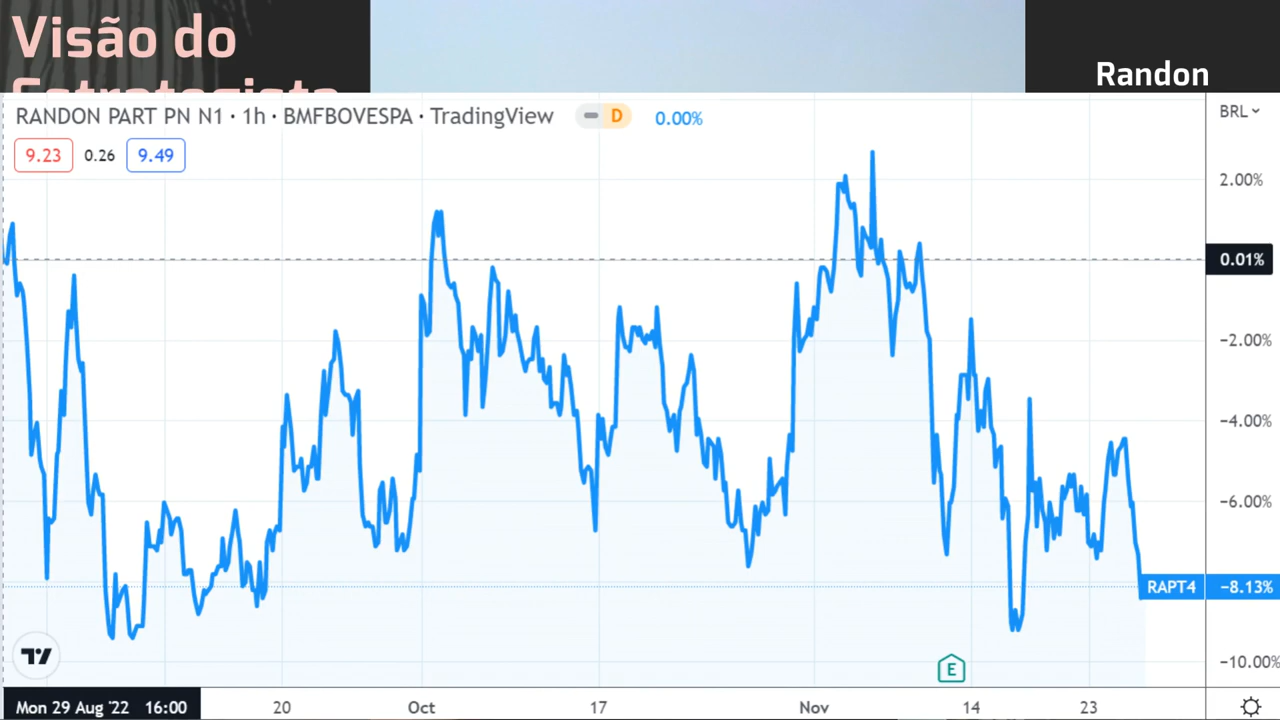 Visão do
Estrategista
Randon
RANDON PART PN N1 · 1h · BMFBOVESPA · TradingView
D
0.00%
BRL
9.23
0.26
9.49
2.00%
0.01%
−2.00%
−4.00%
−6.00%
RAPT4
−8.13%
−10.00%
E
Mon 29 Aug '22 16:00
20
Oct
17
Nov
14
23